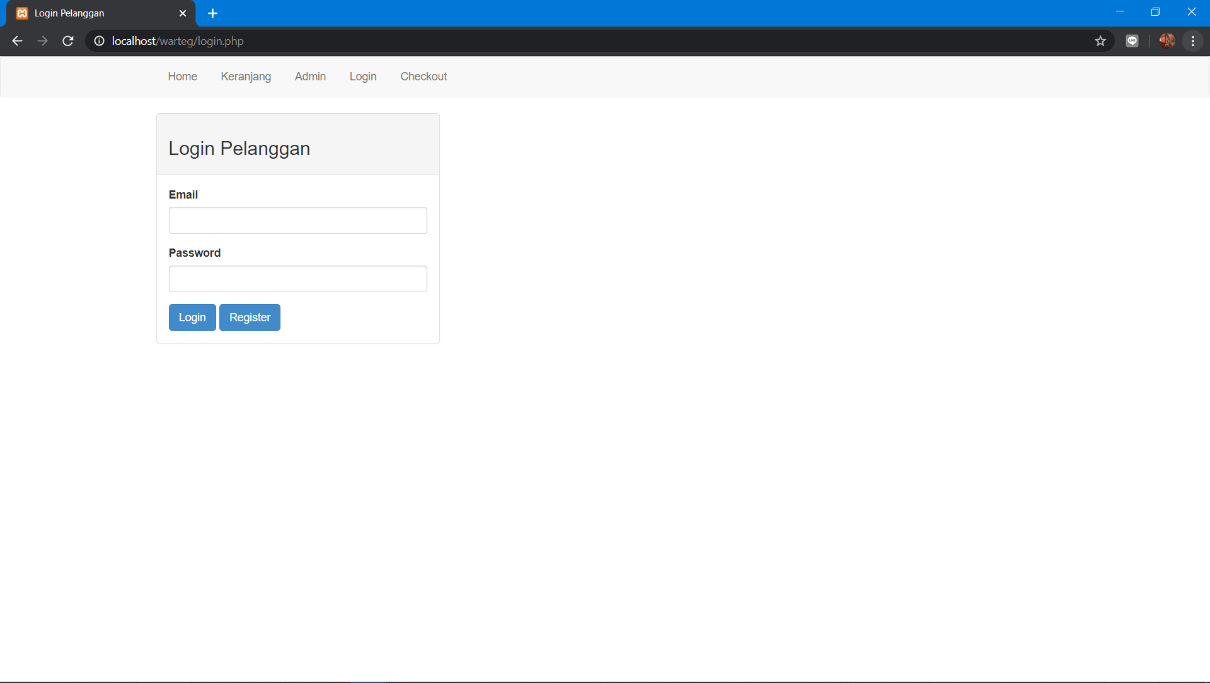 Login Pelanggan
localhost/warteg/login.php
Home Keranjang Admin Login Checkout
Login Pelanggan
Email
Password
Login Register